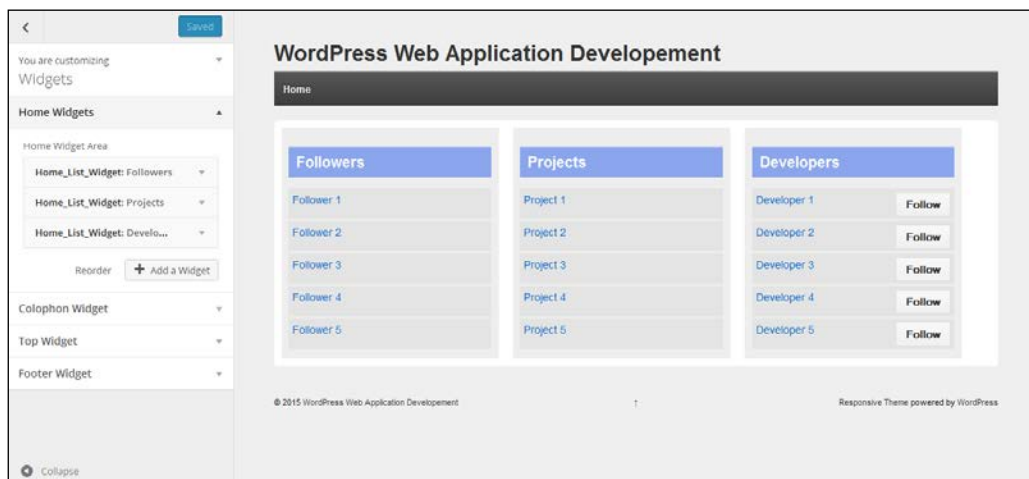 Saved
You are customizing
Widgets
Home Widgets
Home Widget Area
Home_List_Widget: Followers
Home_List_Widget: Projects
Home_List_Widget: Develo...
Reorder
Add a Widget
Colophon Widget
Top Widget
Footer Widget
Collapse
WordPress Web Application Developement
Home
Followers
Follower 1
Follower 2
Follower 3
Follower 4
Follower 5
Projects
Project 1
Project 2
Project 3
Project 4
Project 5
Developers
Developer 1 Follow
Developer 2 Follow
Developer 3 Follow
Developer 4 Follow
Developer 5 Follow
© 2015 WordPress Web Application Developement
↑
Responsive Theme powered by WordPress